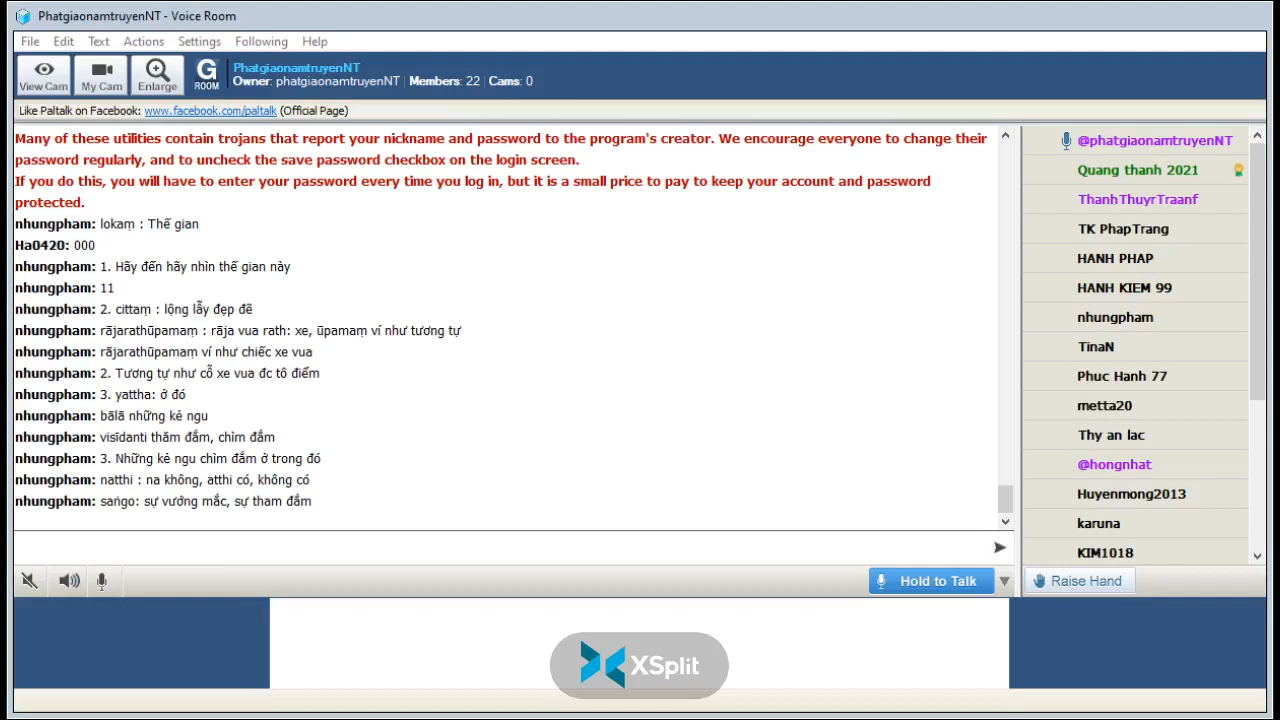 PhatgiaonamtruyenNT - Voice Room
File Edit Text Actions Settings Following Help
View Cam My Cam Enlarge G ROOM
PhatgiaonamtruyenNT
Owner: phatgiaonamtruyenNT | Members: 22 | Cams: 0
Like Paltalk on Facebook: www.facebook.com/paltalk (Official Page)
Many of these utilities contain trojans that report your nickname and password to the program's creator. We encourage everyone to change their
password regularly, and to uncheck the save password checkbox on the login screen.
If you do this, you will have to enter your password every time you log in, but it is a small price to pay to keep your account and password
protected.
nhungpham: lokaṃ : Thế gian
Ha0420: 000
nhungpham: 1. Hãy đến hãy nhìn thế gian này
nhungpham: 11
nhungpham: 2. cittaṃ : lộng lẫy đẹp đẽ
nhungpham: rājarathūpamaṃ : rāja vua rath: xe, ūpamaṃ ví như tương tự
nhungpham: rājarathūpamaṃ ví như chiếc xe vua
nhungpham: 2. Tương tự như cỗ xe vua đc tô điểm
nhungpham: 3. yattha: ở đó
nhungpham: bālā những kẻ ngu
nhungpham: visīdanti thăm đắm, chìm đắm
nhungpham: 3. Những kẻ ngu chìm đắm ở trong đó
nhungpham: natthi : na không, atthi có, không có
nhungpham: saṅgo: sự vướng mắc, sự tham đắm
@phatgiaonamtruyenNT
Quang thanh 2021
ThanhThuyrTraanf
TK PhapTrang
HANH PHAP
HANH KIEM 99
nhungpham
TinaN
Phuc Hanh 77
metta20
Thy an lac
@hongnhat
Huyenmong2013
karuna
KIM1018
Hold to Talk
Raise Hand
XSplit